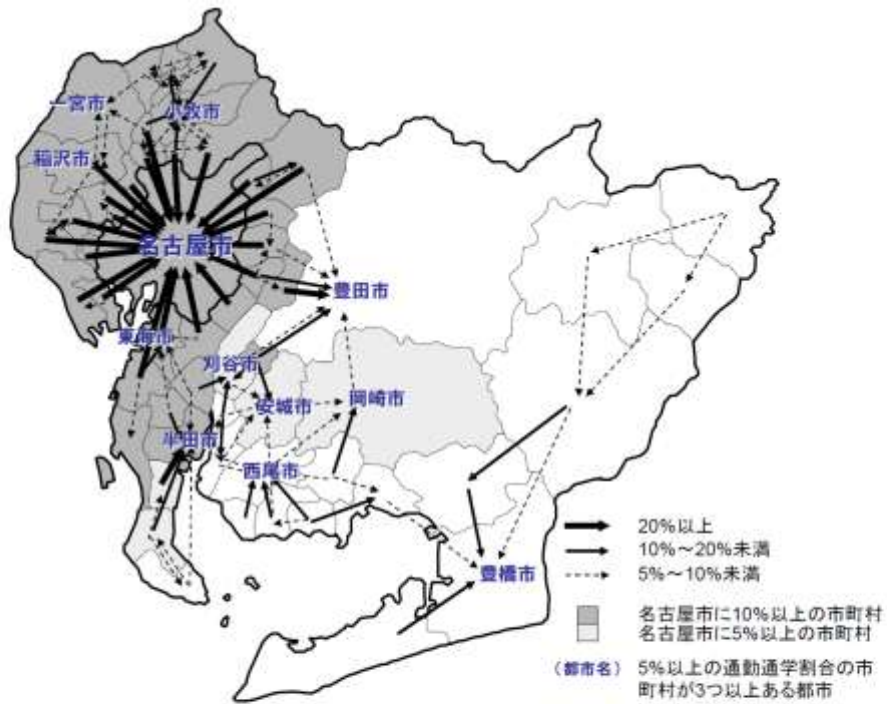 一宮市
小牧市
稲沢市
名古屋市
豊田市
東海市
刈谷市
安城市
岡崎市
半田市
西尾市
豊橋市
20%以上
10%～20%未満
5%～10%未満
名古屋市に10%以上の市町村
名古屋市に5%以上の市町村
（都市名） 5%以上の通勤通学割合の市
町村が3つ以上ある都市